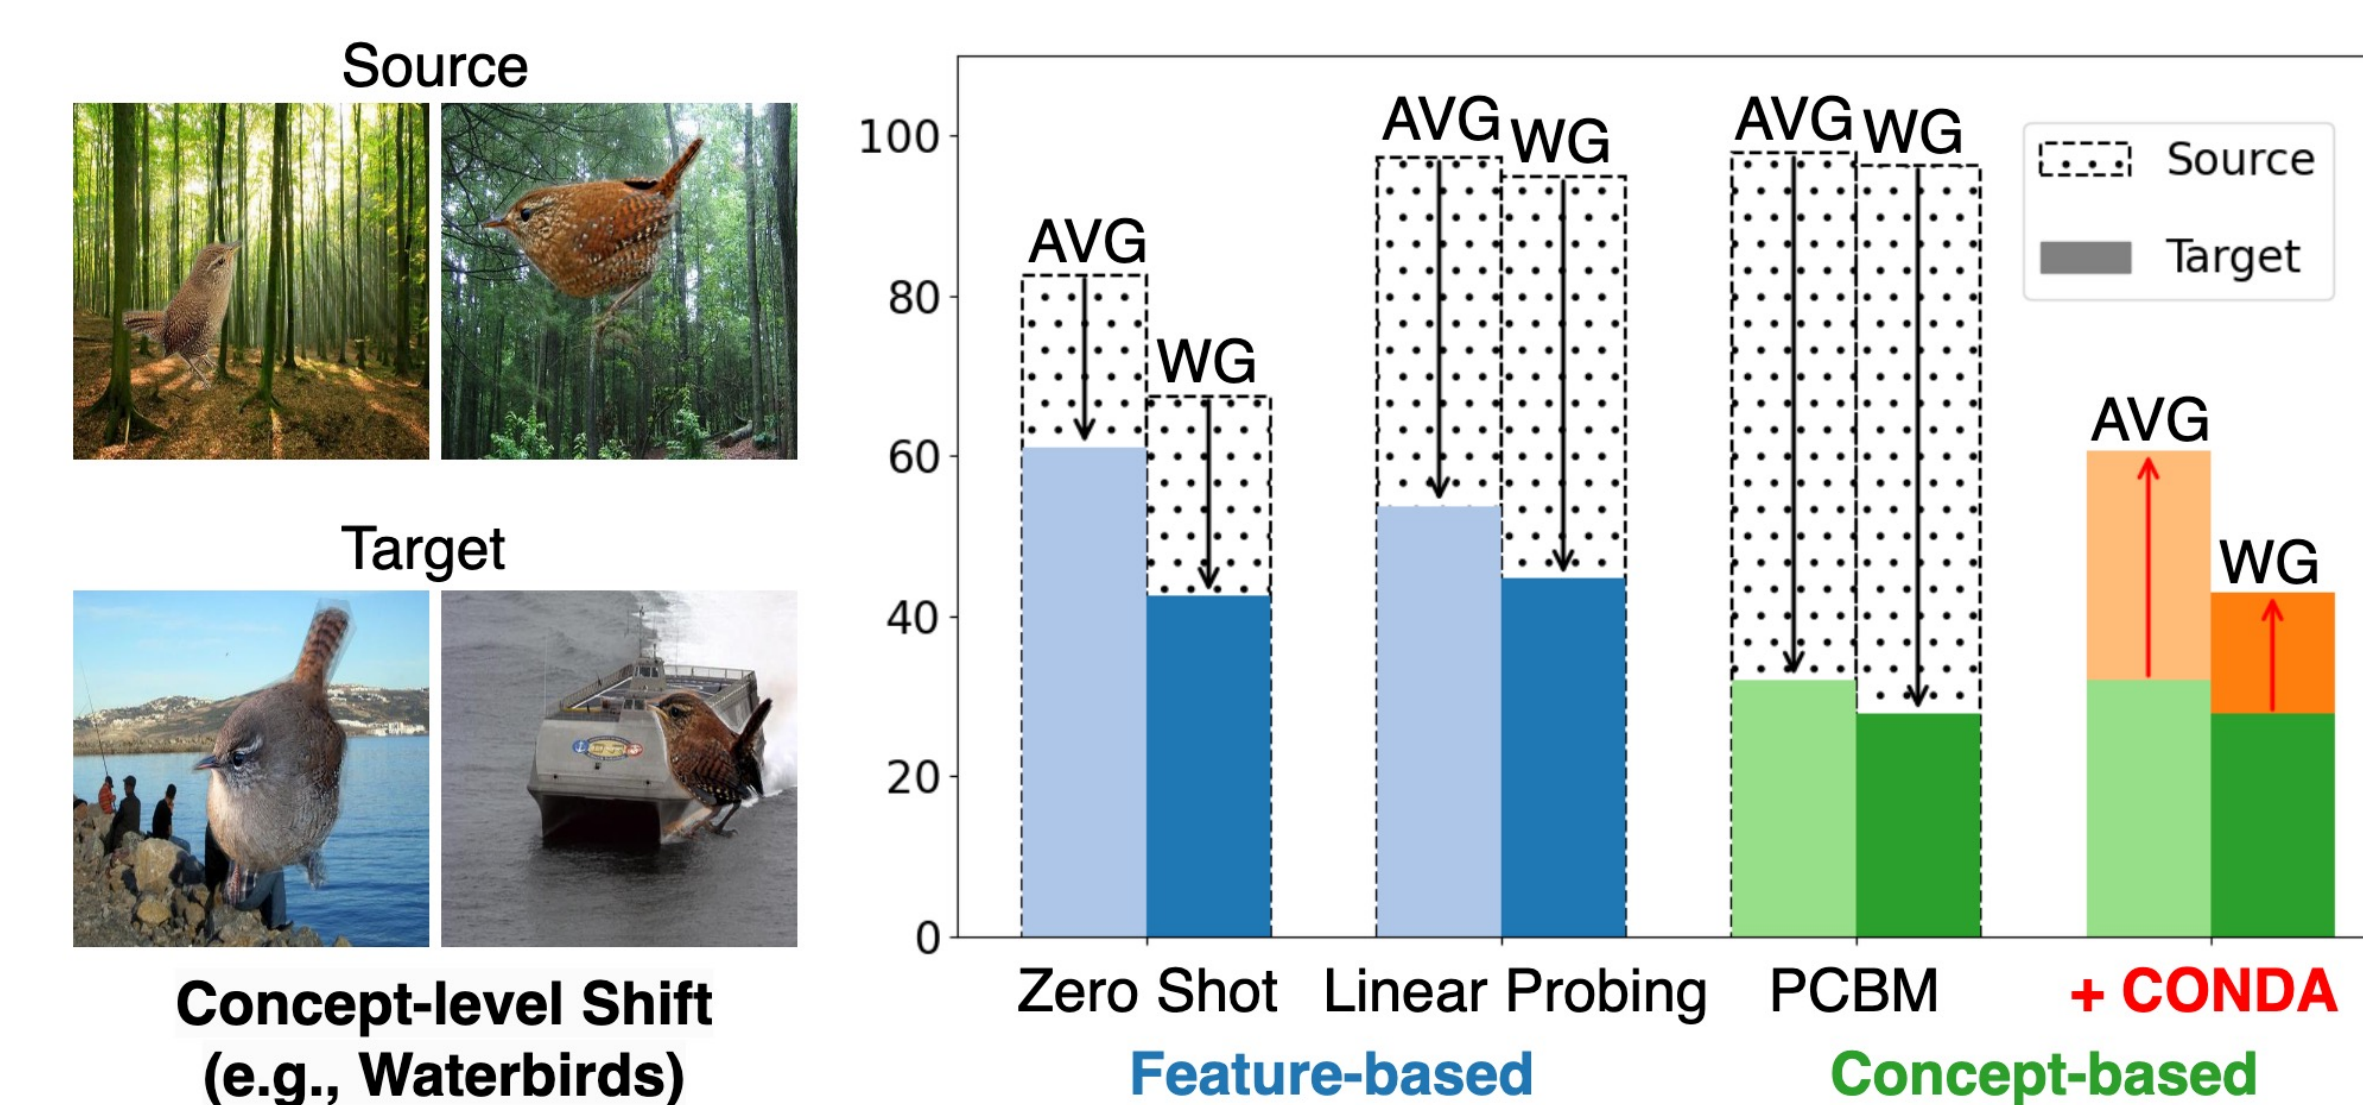 Source
Target
Concept-level Shift
(e.g., Waterbirds)
100
80
60
40
20
0
AVG
WG
AVG
WG
AVG
WG
AVG
WG
Source
Target
Zero Shot
Linear Probing
PCBM
+ CONDA
Feature-based
Concept-based